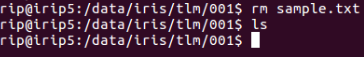 rip@irip5:/data/iris/tlm/001$ rm sample.txt
rip@irip5:/data/iris/tlm/001$ ls
rip@irip5:/data/iris/tlm/001$